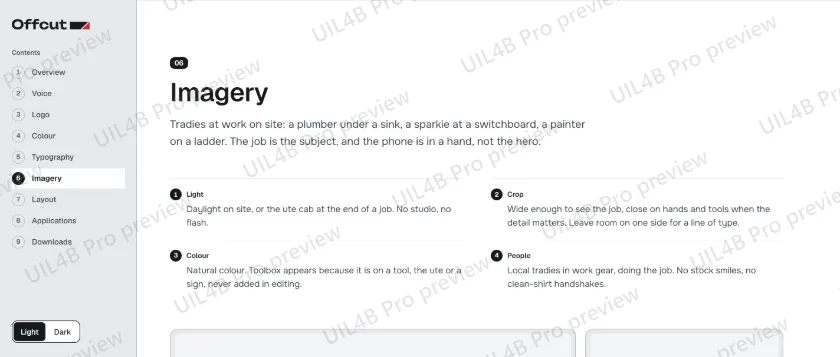 Offcut
Contents
1 Overview
2 Voice
3 Logo
4 Colour
5 Typography
6 Imagery
7 Layout
8 Applications
9 Downloads
Light Dark
06
Imagery
Tradies at work on site: a plumber under a sink, a sparkie at a switchboard, a painter
on a ladder. The job is the subject, and the phone is in a hand, not the hero.
1 Light
Daylight on site, or the ute cab at the end of a job. No studio, no
flash.
2 Crop
Wide enough to see the job, close on hands and tools when the
detail matters. Leave room on one side for a line of type.
3 Colour
Natural colour. Toolbox appears because it is on a tool, the ute or a
sign, never added in editing.
4 People
Local tradies in work gear, doing the job. No stock smiles, no
clean-shirt handshakes.
UIL4B Pro preview